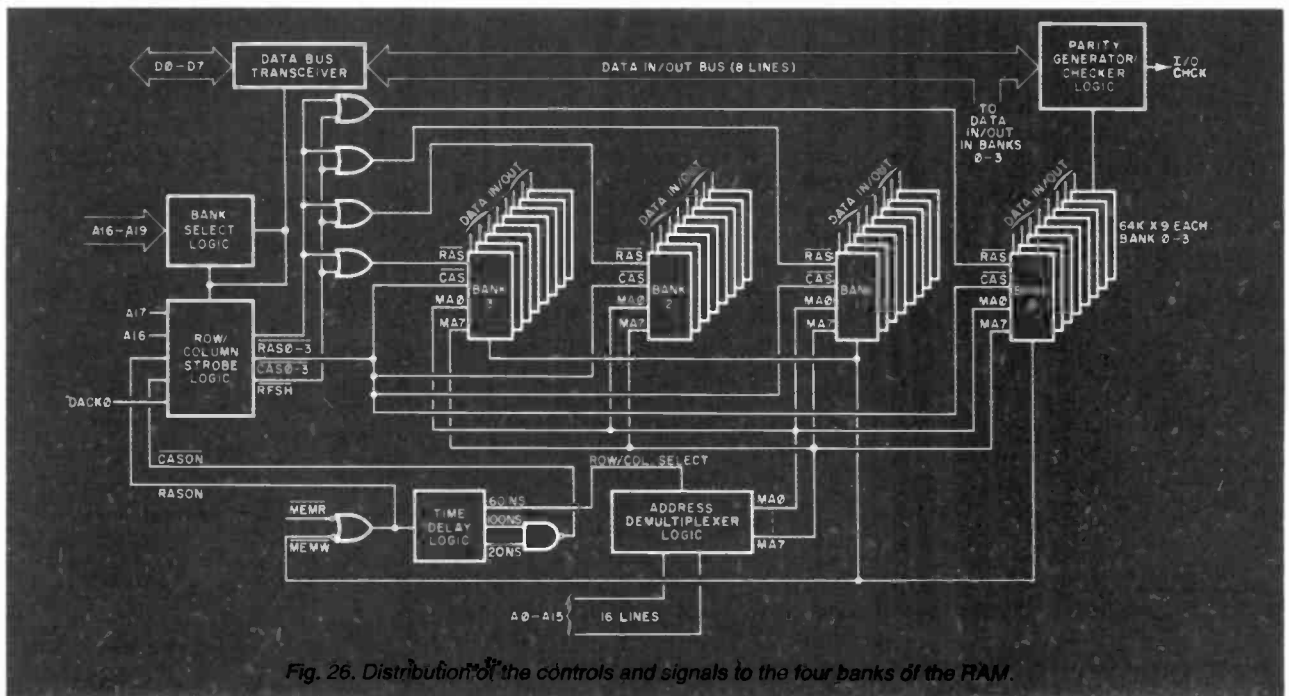 D0-D7
DATA BUS
TRANSCEIVER
DATA IN/OUT BUS (8 LINES)
PARITY
GENERATOR/
CHECKER
LOGIC
I/O
CHCK
TO
DATA
IN/OUT
IN BANKS
0-3
A16-A19
BANK
SELECT
LOGIC
DATA IN/OUT
DATA IN/OUT
DATA IN/OUT
DATA IN/OUT
64K X 9 EACH
BANK 0-3
RAS
CAS
MA0
MA7
BANK
3
RAS
CAS
MA0
MA7
BANK
2
RAS
CAS
MA0
MA7
RAS
CAS
MA0
MA7
A17
A16
ROW/
COLUMN
STROBE
LOGIC
RAS0-3
CAS0-3
RFSH
DACK0
CASON
RASON
MEMR
MEMW
TIME
DELAY
LOGIC
60 NS
100NS
20NS
ROW/COL. SELECT
ADDRESS
DEMULTIPLEXER
LOGIC
MA0
MA7
A0-A15
16 LINES
Fig. 26. Distribution of the controls and signals to the four banks of the RAM.